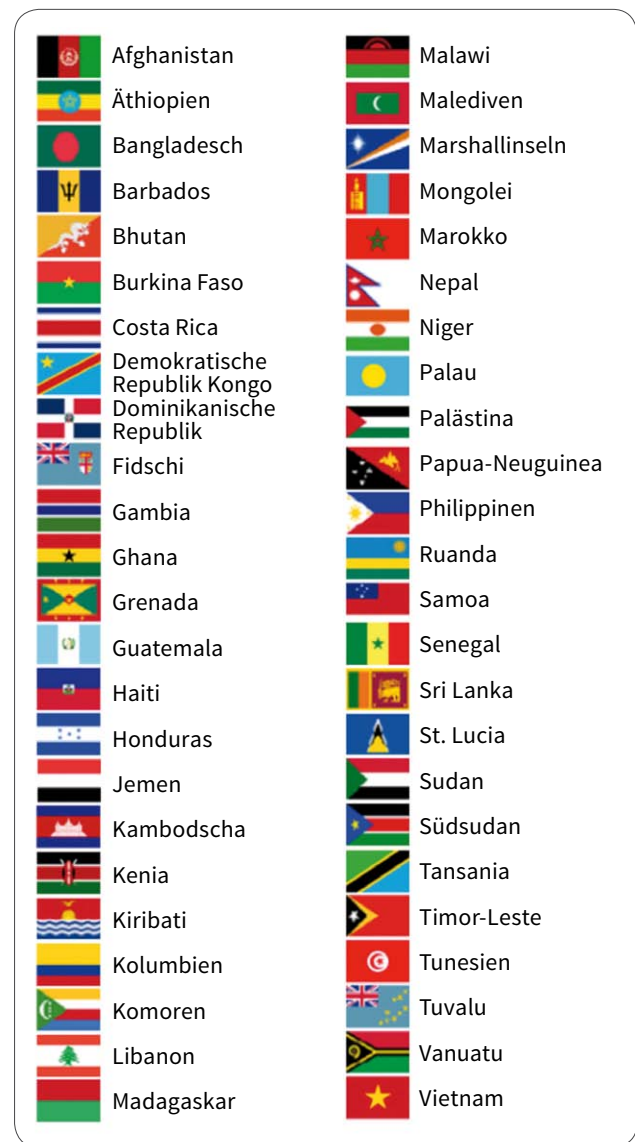 Afghanistan
Äthiopien
Bangladesch
Barbados
Bhutan
Burkina Faso
Costa Rica
Demokratische
Republik Kongo
Dominikanische
Republik
Fidschi
Gambia
Ghana
Grenada
Guatemala
Haiti
Honduras
Jemen
Kambodscha
Kenia
Kiribati
Kolumbien
Komoren
Libanon
Madagaskar
Malawi
Malediven
Marshallinseln
Mongolei
Marokko
Nepal
Niger
Palau
Palästina
Papua-Neuguinea
Philippinen
Ruanda
Samoa
Senegal
Sri Lanka
St. Lucia
Sudan
Südsudan
Tansania
Timor-Leste
Tunesien
Tuvalu
Vanuatu
Vietnam